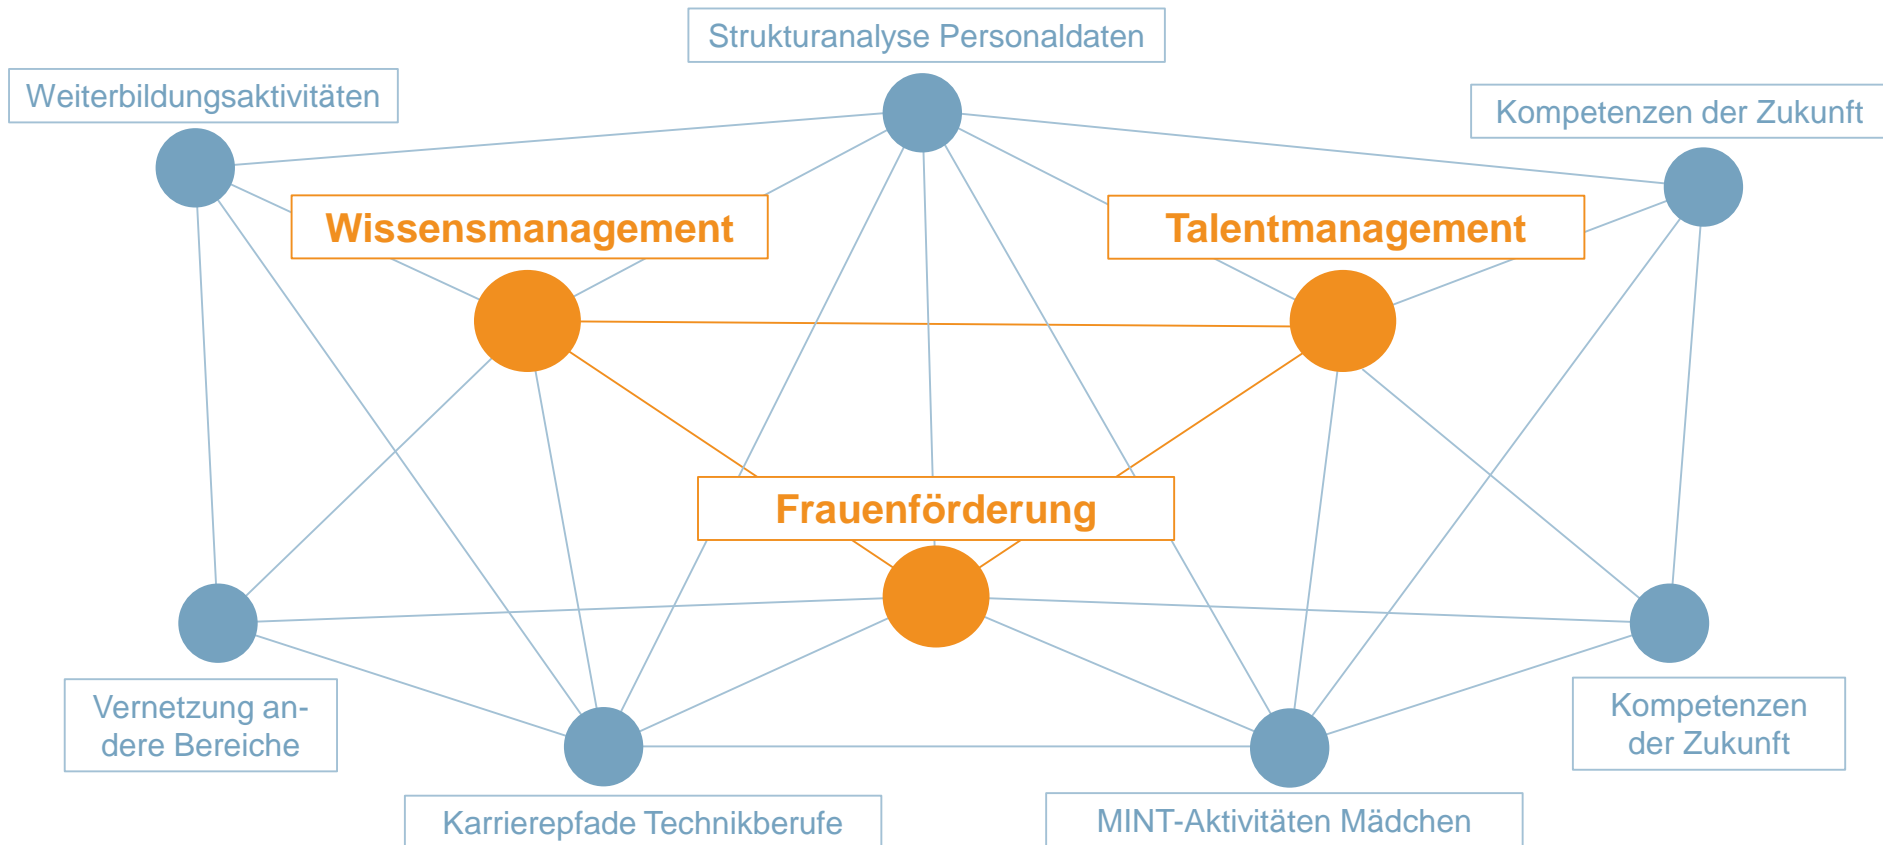 Strukturanalyse Personaldaten
Weiterbildungsaktivitäten
Kompetenzen der Zukunft
Wissensmanagement
Talentmanagement
Frauenförderung
Vernetzung an-
dere Bereiche
Kompetenzen
der Zukunft
Karrierepfade Technikberufe
MINT-Aktivitäten Mädchen